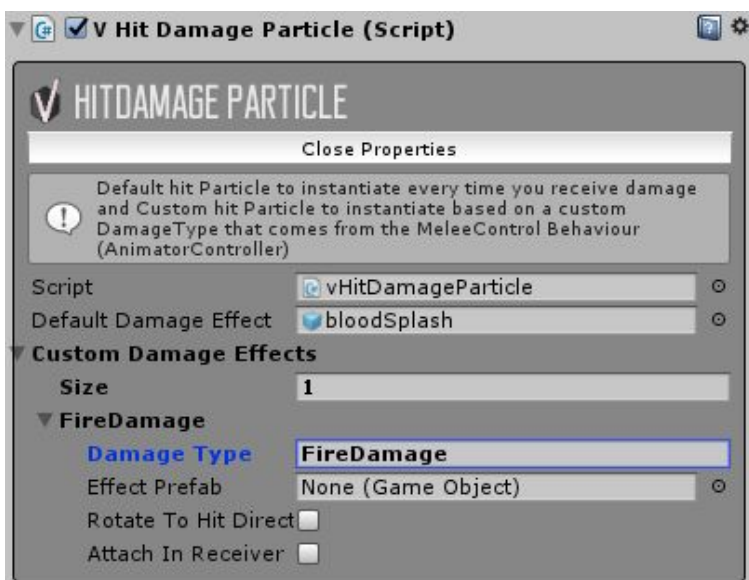 V Hit Damage Particle (Script)
HITDAMAGE PARTICLE
Close Properties
Default hit Particle to instantiate every time you receive damage
and Custom hit Particle to instantiate based on a custom
DamageType that comes from the MeleeControl Behaviour
(AnimatorController)
Script vHitDamageParticle
Default Damage Effect bloodSplash
Custom Damage Effects
Size 1
FireDamage
Damage Type FireDamage
Effect Prefab None (Game Object)
Rotate To Hit Direct
Attach In Receiver